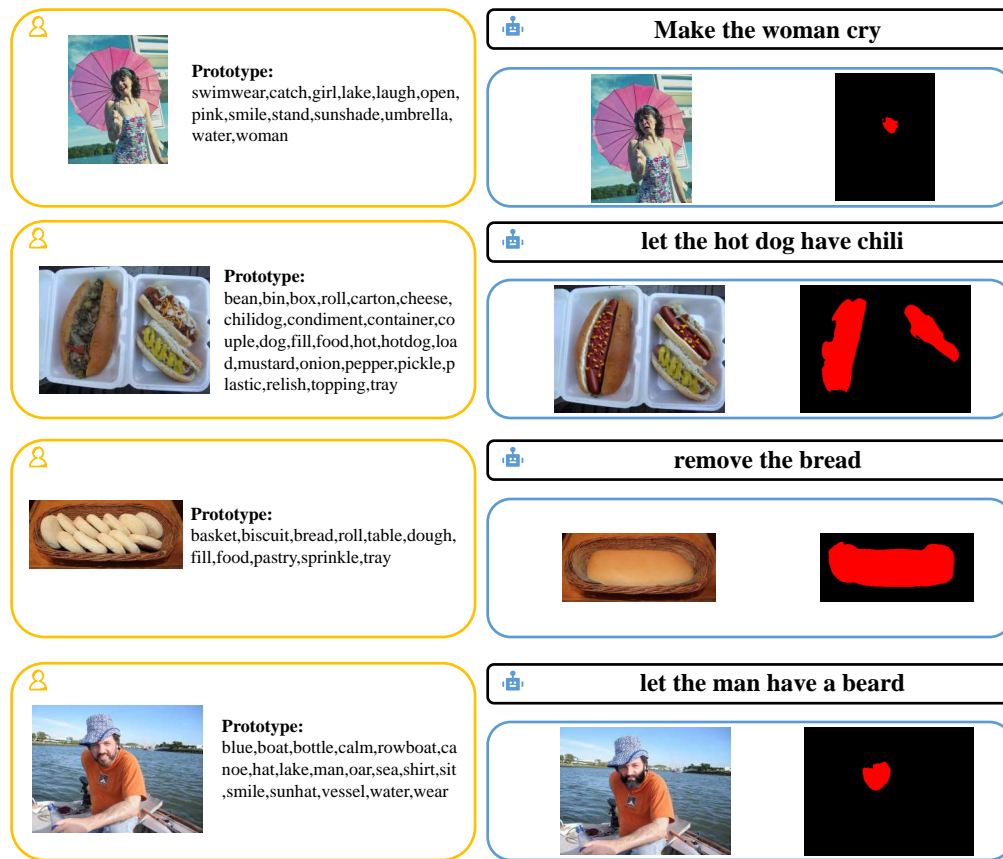 Make the woman cry
Prototype:
swimwear,catch,girl,lake,laugh,open,
pink,smile,stand,sunshade,umbrella,
water,woman
let the hot dog have chili
Prototype:
bean,bin,box,roll,carton,cheese,
chilidog,condiment,container,co
uple,dog,fill,food,hot,hotdog,loa
d,mustard,onion,pepper,pickle,p
lastic,relish,topping,tray
remove the bread
Prototype:
basket,biscuit,bread,roll,table,dough,
fill,food,pastry,sprinkle,tray
let the man have a beard
Prototype:
blue,boat,bottle,calm,rowboat,ca
noe,hat,lake,man,oar,sea,shirt,sit
,smile,sunhat,vessel,water,wear